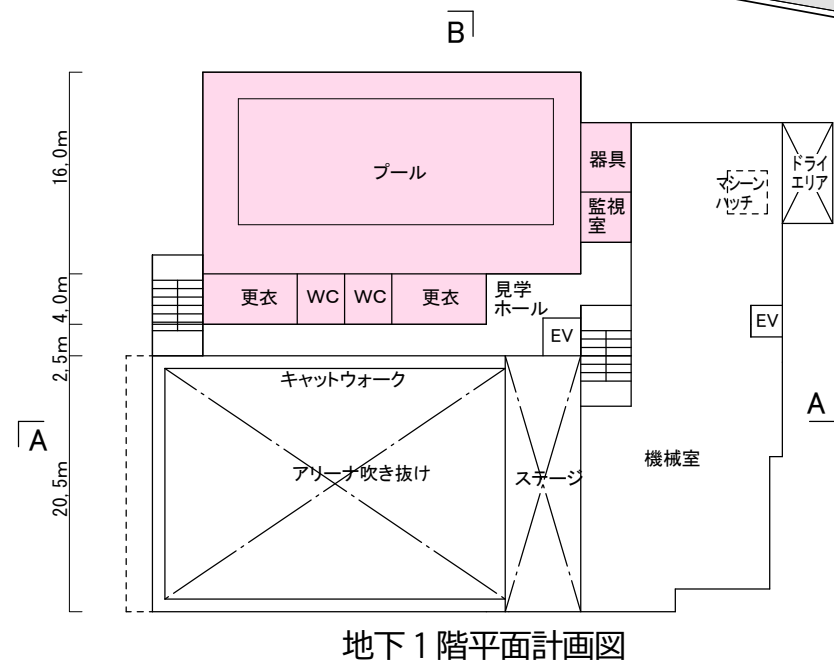 B
16,0m
プール
器具
監視
室
マシーン
ハッチ
ドライ
エリア
4,0m
更衣
WC
WC
更衣
見学
ホール
EV
EV
2,5m
キャットウォーク
A
A
20,5m
アリーナ吹き抜け
ステージ
機械室
地下1階平面計画図